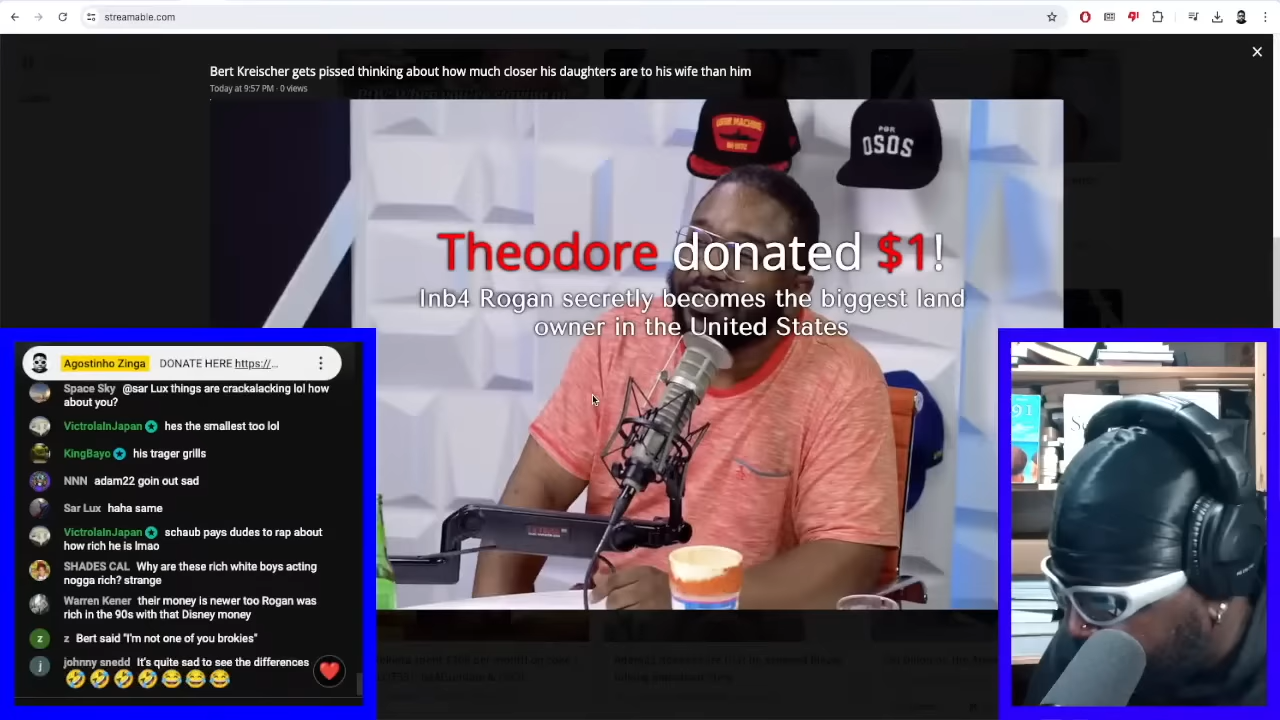 streamable.com
Bert Kreischer gets pissed thinking about how much closer his daughters are to his wife than him
Today at 9:57 PM · 0 views
MACHINE
POR
OSOS
Theodore donated $1!
Inb4 Rogan secretly becomes the biggest land
owner in the United States
Agostinho Zinga DONATE HERE https://...
Space Sky @sar Lux things are crackalacking lol how
about you?
VictrolaInJapan hes the smallest too lol
KingBayo his trager grills
NNN adam22 goin out sad
Sar Lux haha same
VictrolaInJapan schaub pays dudes to rap about
how rich he is lmao
SHADES CAL Why are these rich white boys acting
nogga rich? strange
Warren Kener their money is newer too Rogan was
rich in the 90s with that Disney money
z
z Bert said "I'm not one of you brokies"
j
johnny snedd It's quite sad to see the differences
🤣🤣🤣🤣😂😂😂
91